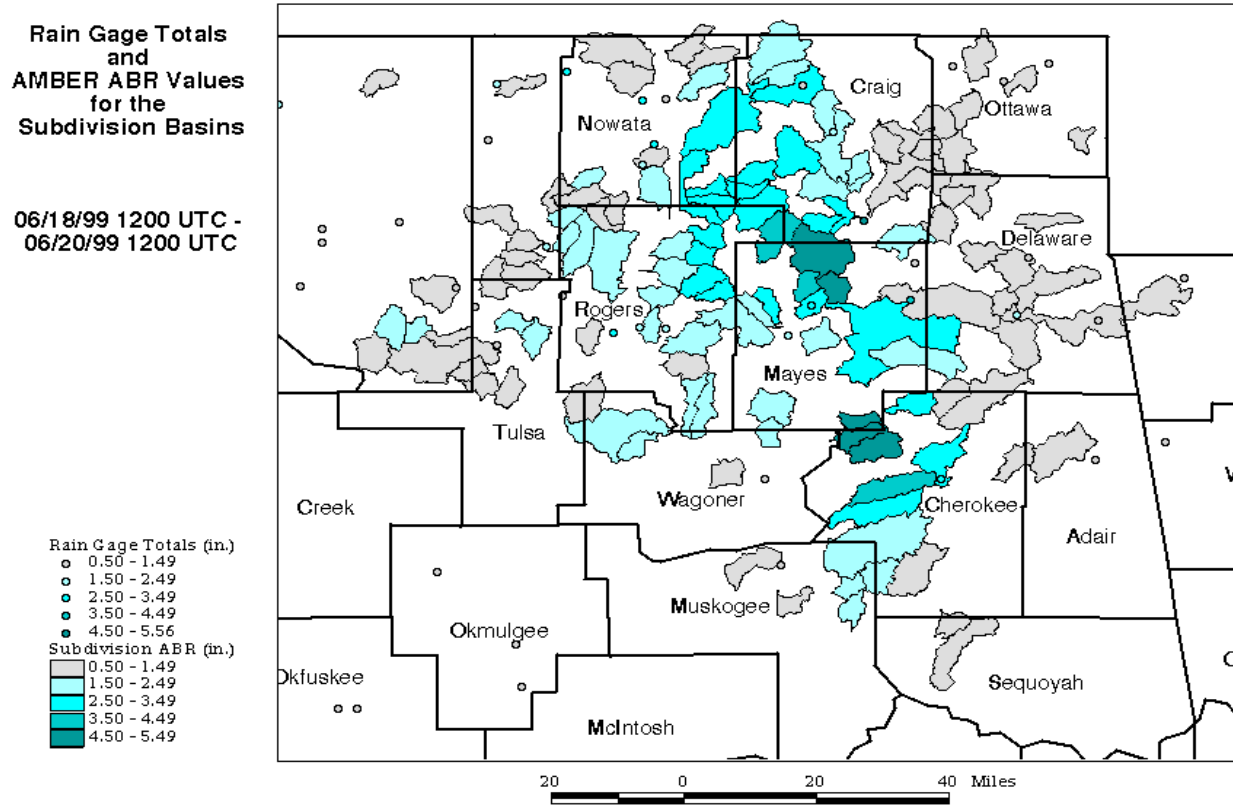 Rain Gage Totals
and
AMBER ABR Values
for the
Subdivision Basins
06/18/99 1200 UTC -
06/20/99 1200 UTC
Craig
Ottawa
Nowata
Delaware
Rogers
Mayes
Tulsa
Wagoner
Cherokee
Creek
Adair
Muskogee
Okmulgee
Okfuskee
Sequoyah
McIntosh
Rain Gage Totals (in.)
0.50 - 1.49
1.50 - 2.49
2.50 - 3.49
3.50 - 4.49
4.50 - 5.56
Subdivision ABR (in.)
0.50 - 1.49
1.50 - 2.49
2.50 - 3.49
3.50 - 4.49
4.50 - 5.49
20 0 20 40 Miles